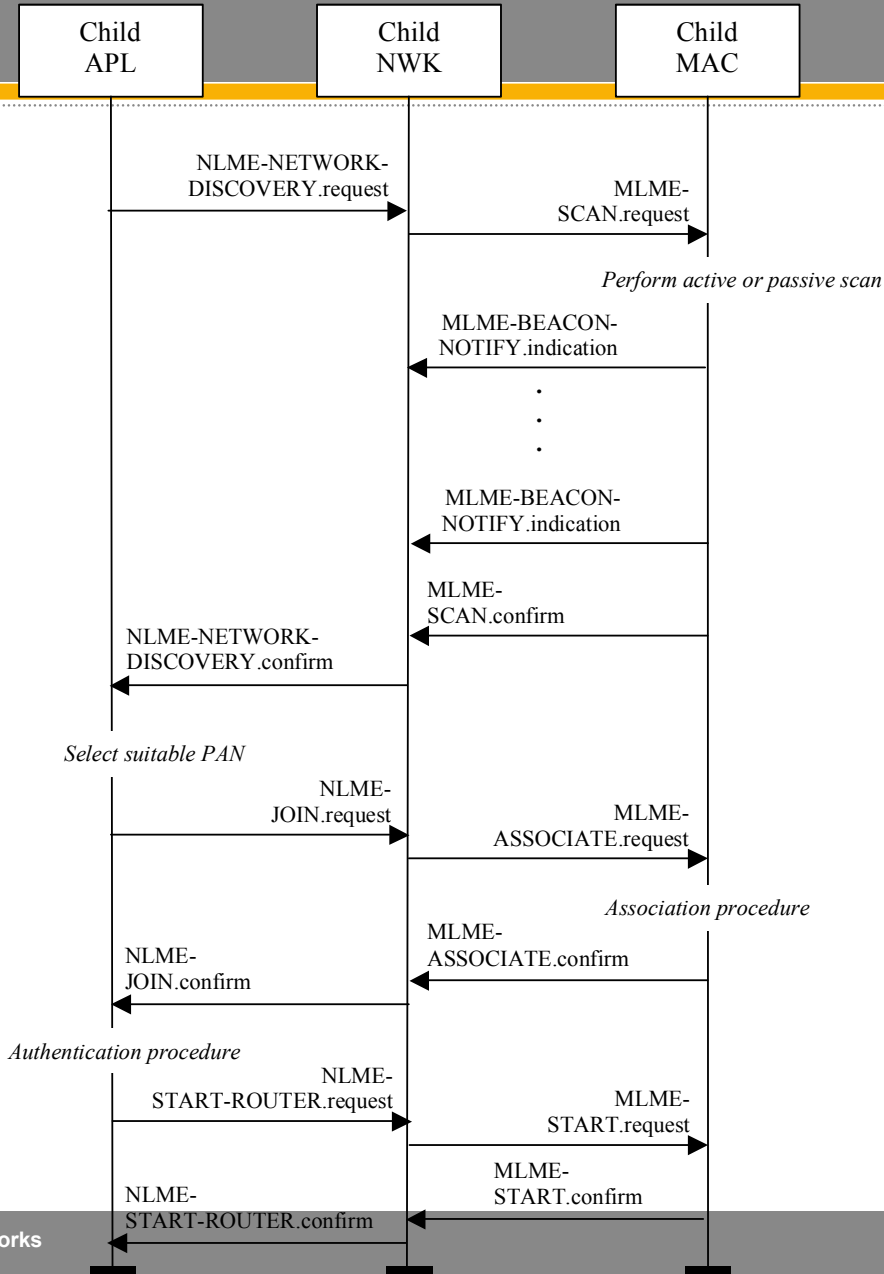 Child
APL
Child
NWK
Child
MAC
NLME-NETWORK-
DISCOVERY.request
MLME-
SCAN.request
Perform active or passive scan
MLME-BEACON-
NOTIFY.indication
.
.
.
MLME-BEACON-
NOTIFY.indication
MLME-
SCAN.confirm
NLME-NETWORK-
DISCOVERY.confirm
Select suitable PAN
NLME-
JOIN.request
MLME-
ASSOCIATE.request
Association procedure
MLME-
ASSOCIATE.confirm
NLME-
JOIN.confirm
Authentication procedure
NLME-
START-ROUTER.request
MLME-
START.request
MLME-
START.confirm
NLME-
START-ROUTER.confirm
orks